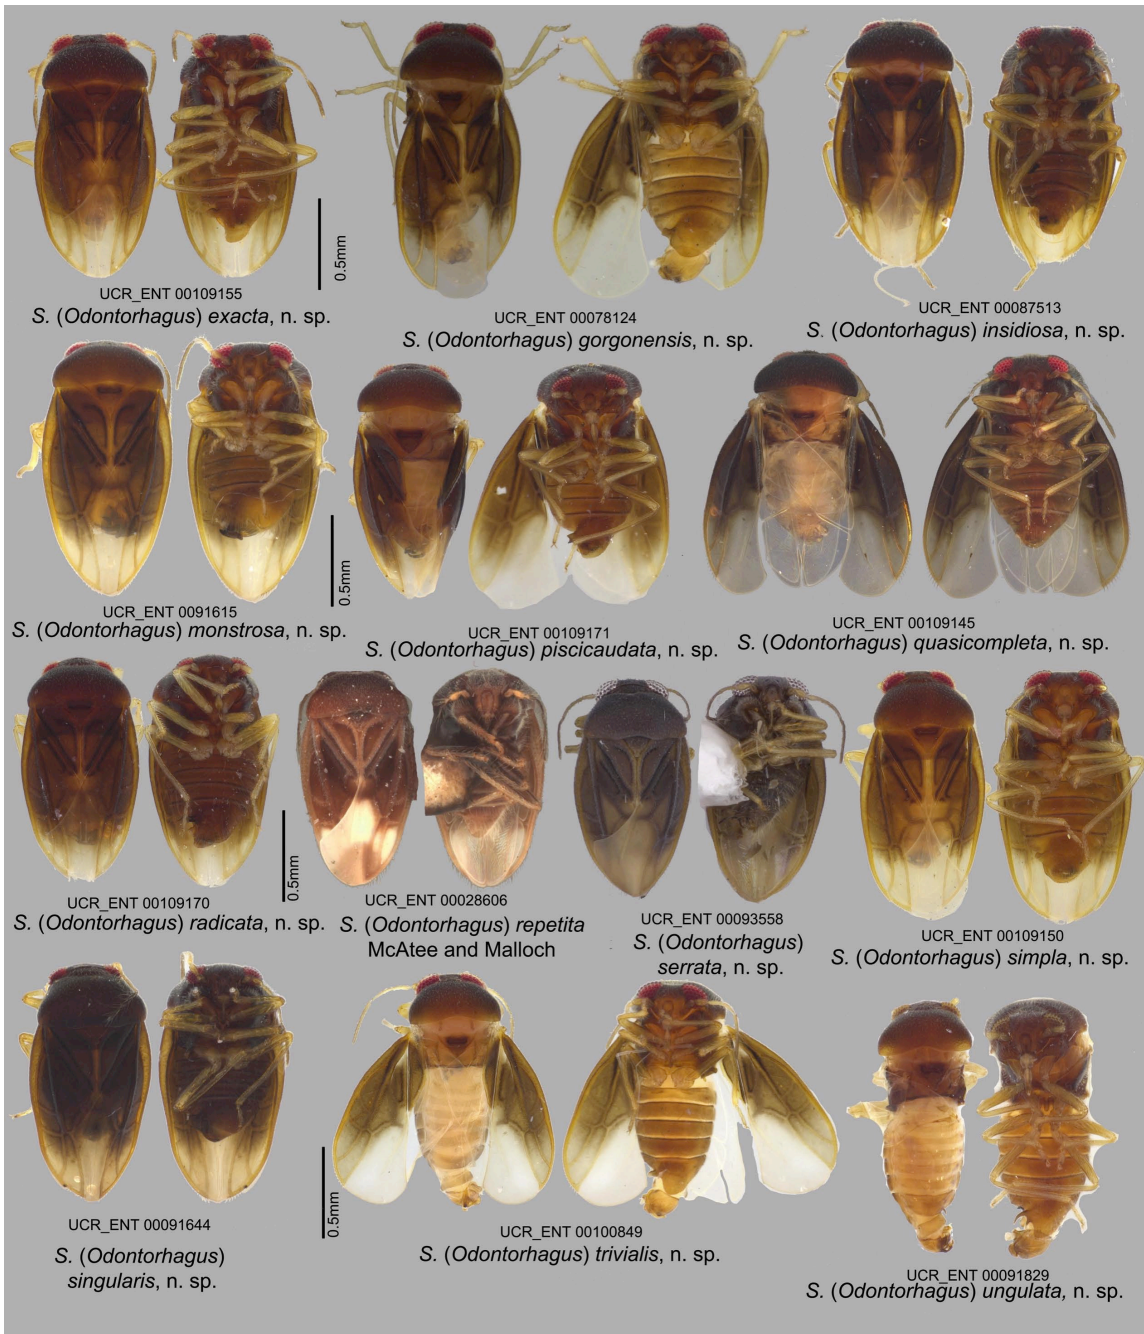 0.5mm
UCR_ENT 00109155
S. (Odontorhagus) exacta, n. sp.
UCR_ENT 00078124
S. (Odontorhagus) gorgonensis, n. sp.
UCR_ENT 00087513
S. (Odontorhagus) insidiosa, n. sp.
0.5mm
UCR_ENT 0091615
S. (Odontorhagus) monstrosa, n. sp.
UCR_ENT 00109171
S. (Odontorhagus) piscicaudata, n. sp.
UCR_ENT 00109145
S. (Odontorhagus) quasicompleta, n. sp.
0.5mm
UCR_ENT 00109170
S. (Odontorhagus) radicata, n. sp.
UCR_ENT 00028606
S. (Odontorhagus) repetita
McAtee and Malloch
UCR_ENT 00093558
S. (Odontorhagus)
serrata, n. sp.
UCR_ENT 00109150
S. (Odontorhagus) simpla, n. sp.
UCR_ENT 00091644
S. (Odontorhagus)
singularis, n. sp.
0.5mm
UCR_ENT 00100849
S. (Odontorhagus) trivialis, n. sp.
UCR_ENT 00091829
S. (Odontorhagus) ungulata, n. sp.